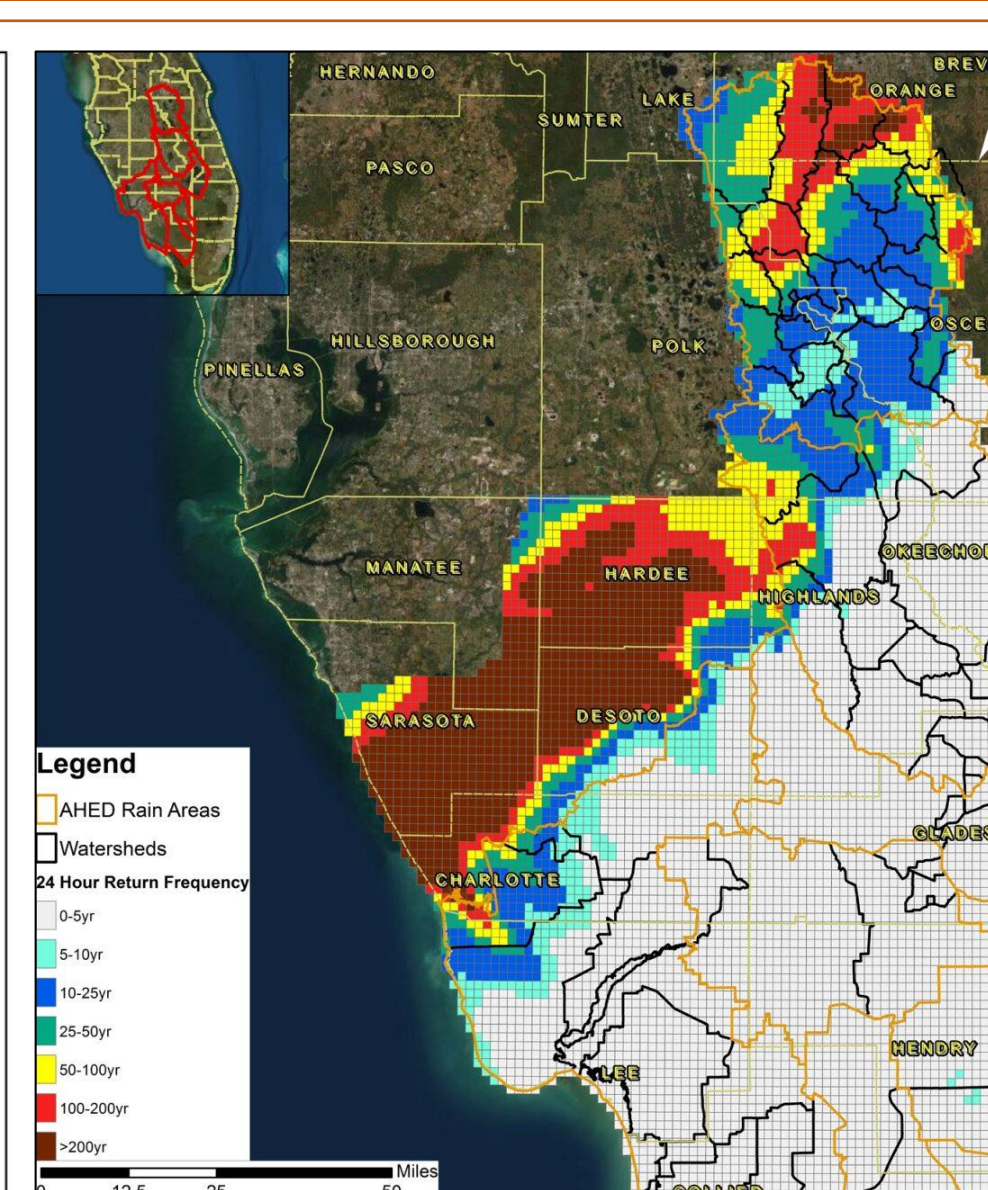 HERNANDO
BREV
LAKE
ORANGE
SUMTER
PASCO
OSCE
HILLSBOROUGH
POLK
PINELLAS
OKEECHO
MANATEE
HARDEE
HIGHLANDS
SARASOTA
DESOTO
GLADES
CHARLOTTE
HENDRY
LEE
COLLIER
Legend
AHED Rain Areas
Watersheds
24 Hour Return Frequency
0-5yr
5-10yr
10-25yr
25-50yr
50-100yr
100-200yr
>200yr
Miles
0 12.5 25 50